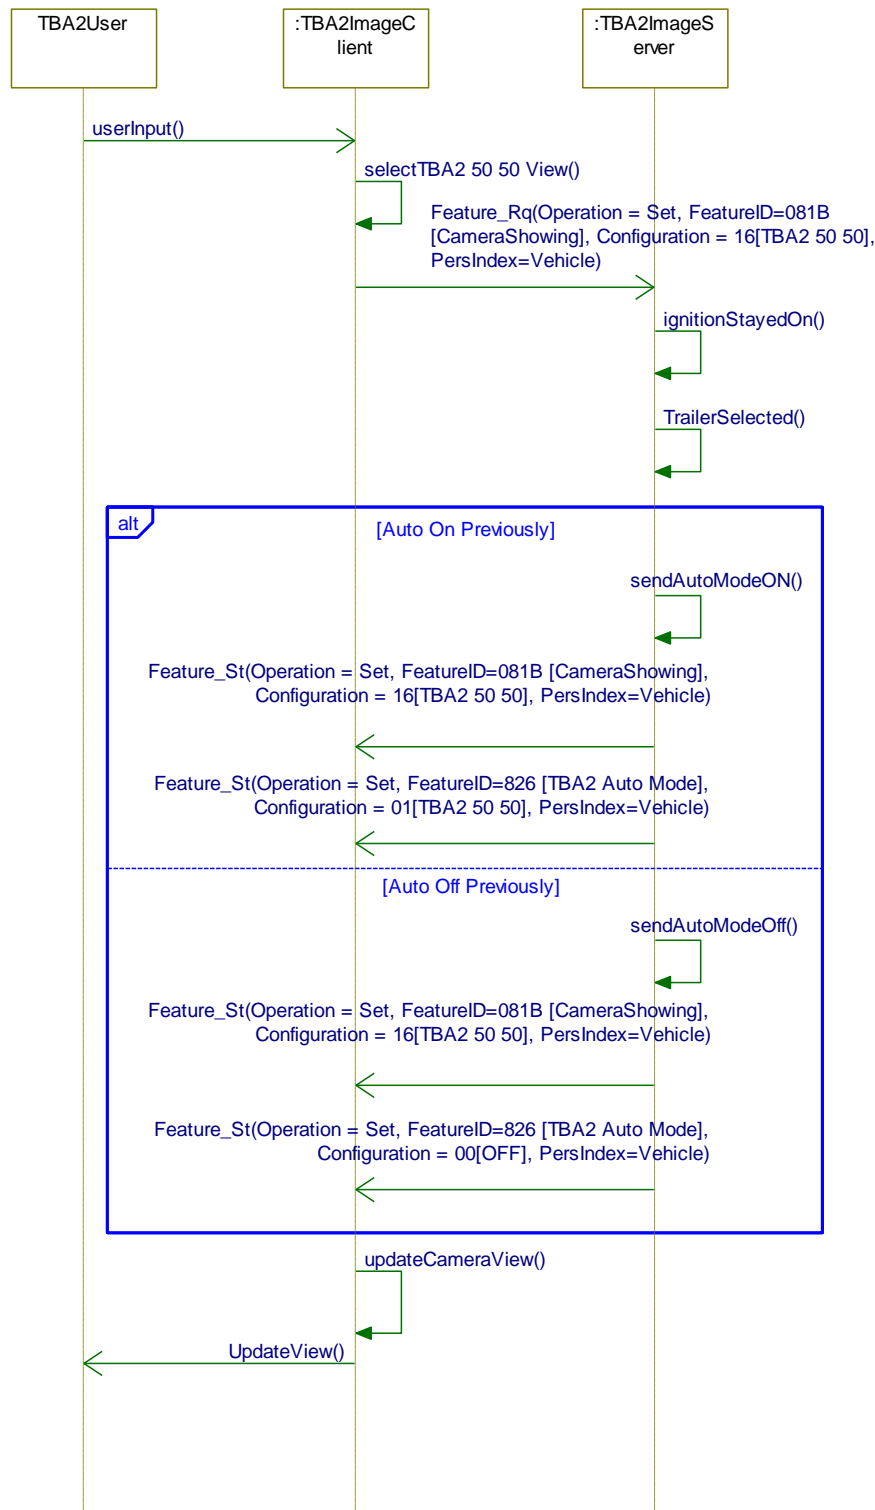 TBA2User
:TBA2ImageC
lient
:TBA2ImageS
erver
userInput()
selectTBA2 50 50 View()
Feature_Rq(Operation = Set, FeatureID=081B
[CameraShowing], Configuration = 16[TBA2 50 50],
PersIndex=Vehicle)
ignitionStayedOn()
TrailerSelected()
alt
[Auto On Previously]
sendAutoModeON()
Feature_St(Operation = Set, FeatureID=081B [CameraShowing],
Configuration = 16[TBA2 50 50], PersIndex=Vehicle)
Feature_St(Operation = Set, FeatureID=826 [TBA2 Auto Mode],
Configuration = 01[TBA2 50 50], PersIndex=Vehicle)
[Auto Off Previously]
sendAutoModeOff()
Feature_St(Operation = Set, FeatureID=081B [CameraShowing],
Configuration = 16[TBA2 50 50], PersIndex=Vehicle)
Feature_St(Operation = Set, FeatureID=826 [TBA2 Auto Mode],
Configuration = 00[OFF], PersIndex=Vehicle)
updateCameraView()
UpdateView()